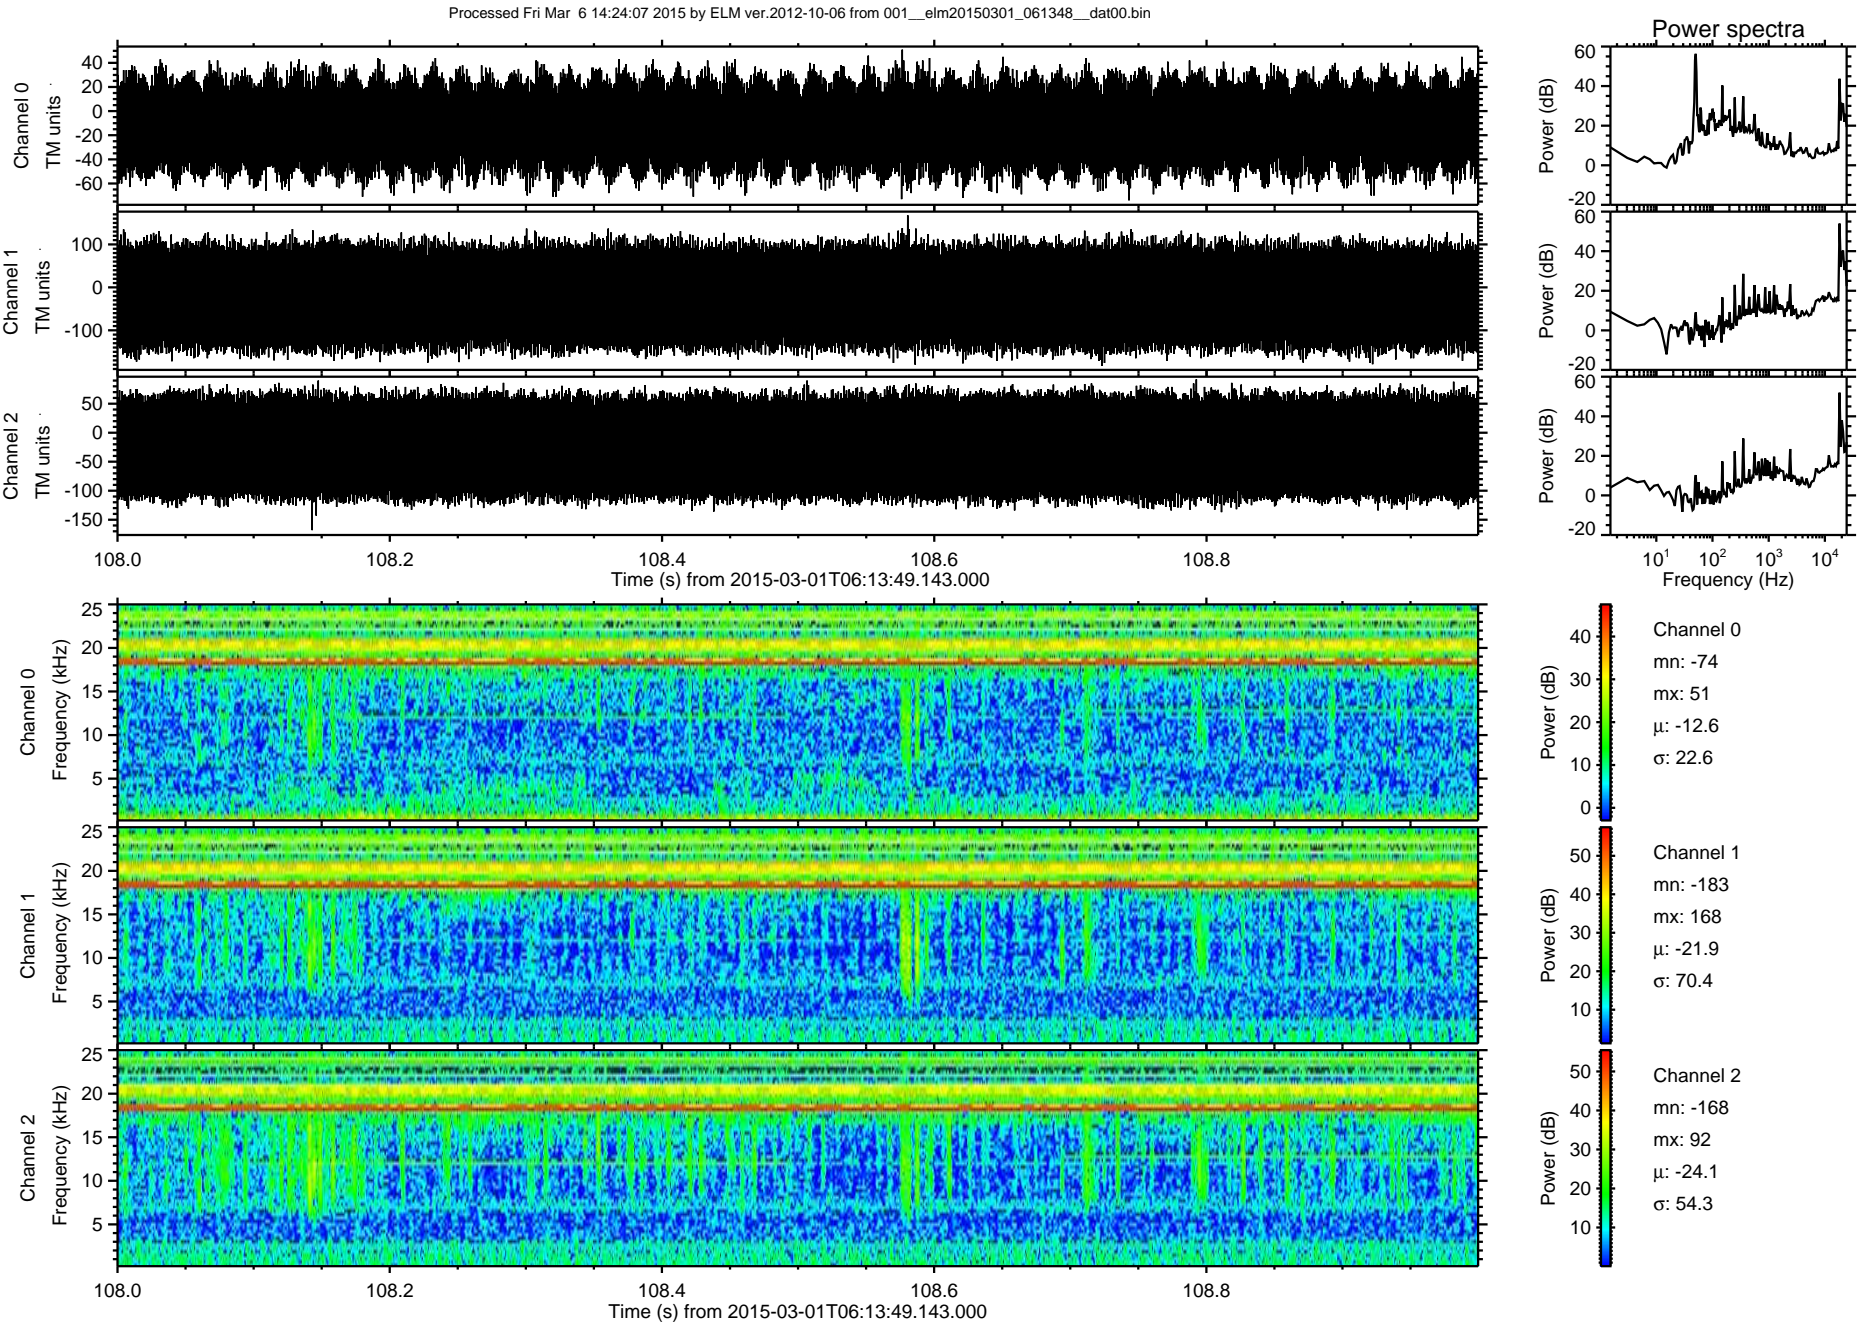 Processed Fri Mar  6 14:24:07 2015 by ELM ver.2012-10-06 from 001__elm20150301_061348__dat00.bin
Power spectra
Channel 0
TM units
40
20
0
-20
-40
-60
Power (dB)
60
40
20
0
-20
Channel 1
TM units
100
0
-100
Power (dB)
60
40
20
0
-20
Channel 2
TM units
50
0
-50
-100
-150
Power (dB)
60
40
20
0
-20
108.0 108.2 108.4 108.6 108.8
Time (s) from 2015-03-01T06:13:49.143.000
10^1 10^2 10^3 10^4
Frequency (Hz)
Channel 0
Frequency (kHz)
25
20
15
10
5
Power (dB)
40
30
20
10
0
Channel 0
mn: -74
mx: 51
μ: -12.6
σ: 22.6
Channel 1
Frequency (kHz)
25
20
15
10
5
Power (dB)
50
40
30
20
10
Channel 1
mn: -183
mx: 168
μ: -21.9
σ: 70.4
Channel 2
Frequency (kHz)
25
20
15
10
5
Power (dB)
50
40
30
20
10
Channel 2
mn: -168
mx: 92
μ: -24.1
σ: 54.3
108.0 108.2 108.4 108.6 108.8
Time (s) from 2015-03-01T06:13:49.143.000